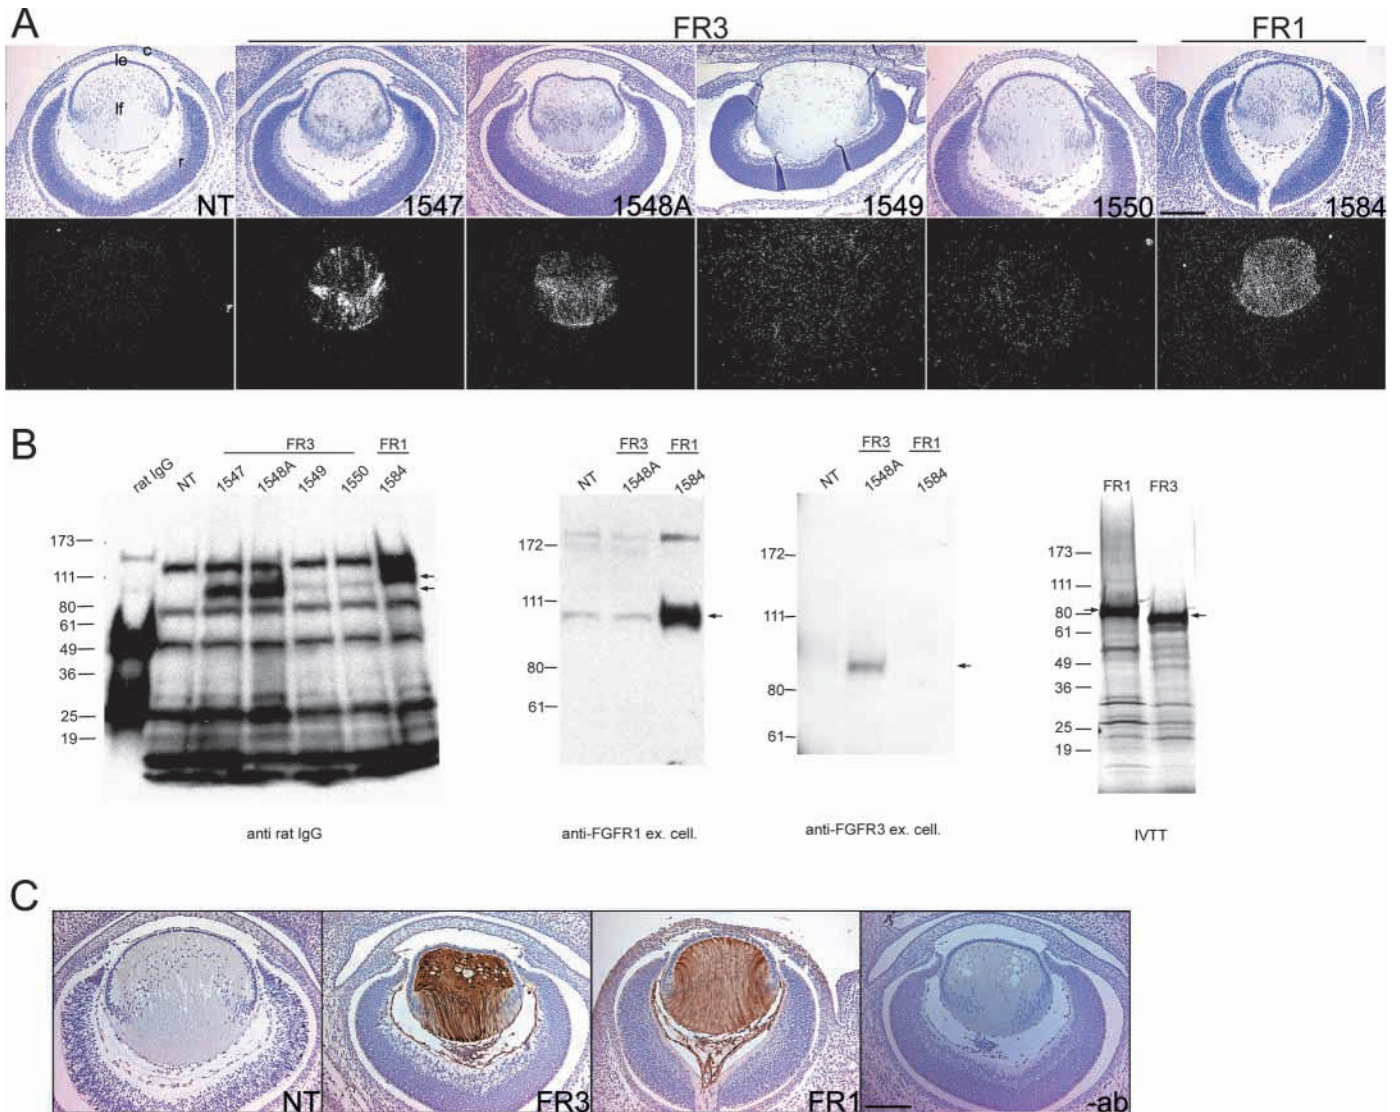 A
FR3 FR1
c
le
lf
r
NT 1547 1548A 1549 1550 1584
B
FR3 FR1
rat IgG NT 1547 1548A 1549 1550 1584
173
111
80
61
49
36
25
19
anti rat IgG
FR3 FR1
NT 1548A 1584
172
111
80
61
anti-FGFR1 ex. cell.
FR3 FR1
NT 1548A 1584
172
111
80
61
anti-FGFR3 ex. cell.
FR1 FR3
173
111
80
61
49
36
25
19
IVTT
C
NT FR3 FR1 -ab